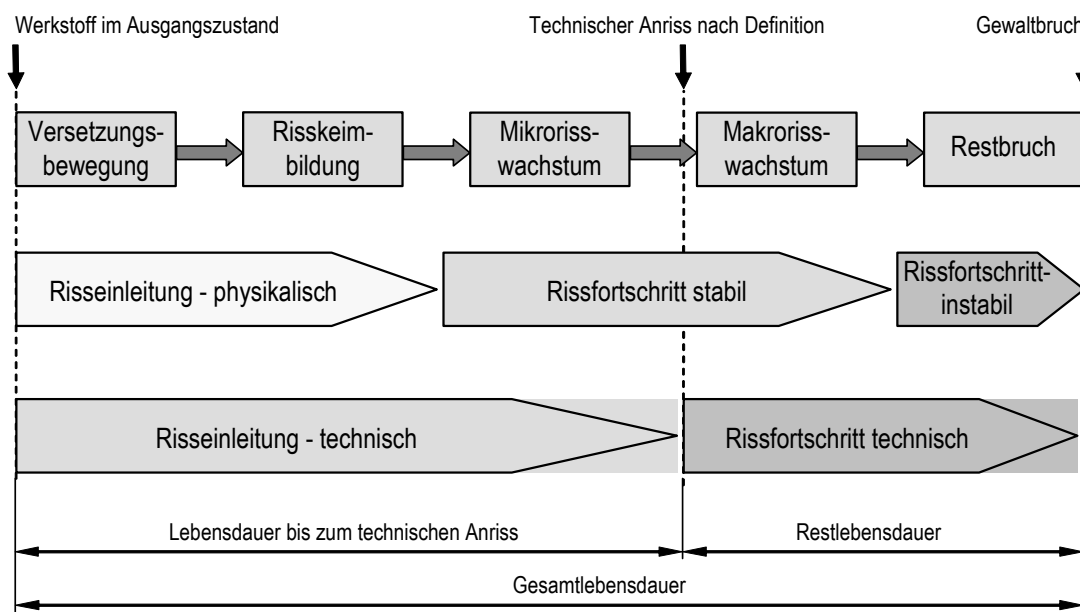 Werkstoff im Ausgangszustand
Technischer Anriss nach Definition
Gewaltbruch
Versetzungs-
bewegung
Risskeim-
bildung
Mikroriss-
wachstum
Makroriss-
wachstum
Restbruch
Risseinleitung - physikalisch
Rissfortschritt stabil
Rissfortschritt-
instabil
Risseinleitung - technisch
Rissfortschritt technisch
Lebensdauer bis zum technischen Anriss
Restlebensdauer
Gesamtlebensdauer